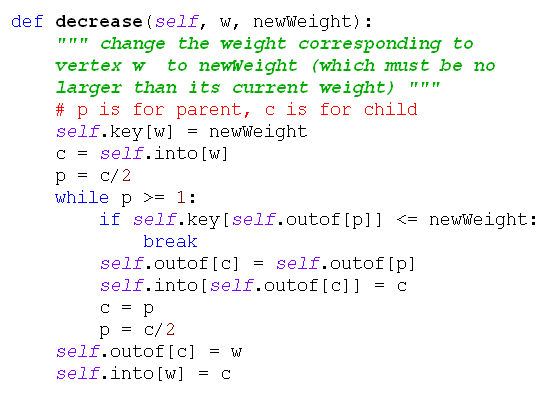 def decrease(self, w, newWeight):
    """ change the weight corresponding to
    vertex w  to newWeight (which must be no
    larger than its current weight) """
    # p is for parent, c is for child
    self.key[w] = newWeight
    c = self.into[w]
    p = c/2
    while p >= 1:
        if self.key[self.outof[p]] <= newWeight:
            break
        self.outof[c] = self.outof[p]
        self.into[self.outof[c]] = c
        c = p
        p = c/2
    self.outof[c] = w
    self.into[w] = c